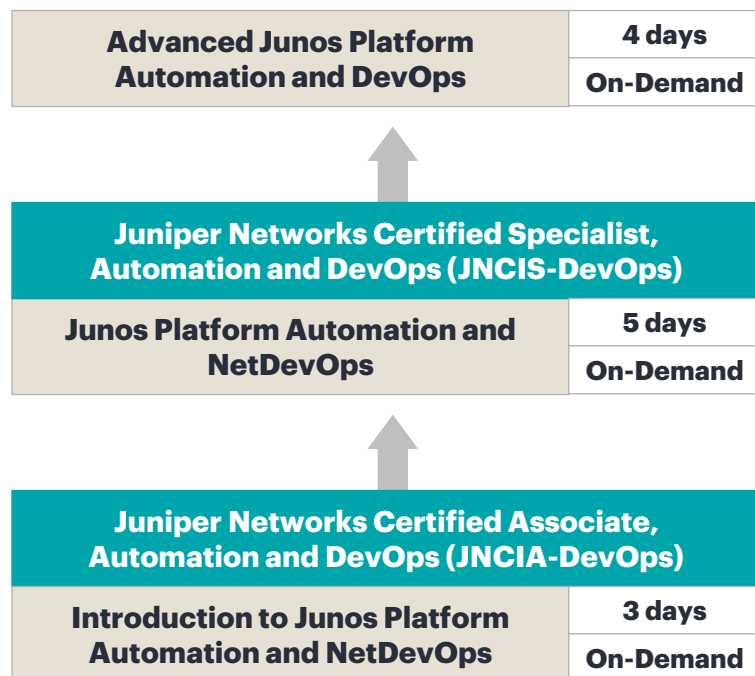 Advanced Junos Platform
Automation and DevOps
4 days
On-Demand
Juniper Networks Certified Specialist,
Automation and DevOps (JNCIS-DevOps)
Junos Platform Automation and
NetDevOps
5 days
On-Demand
Juniper Networks Certified Associate,
Automation and DevOps (JNCIA-DevOps)
Introduction to Junos Platform
Automation and NetDevOps
3 days
On-Demand